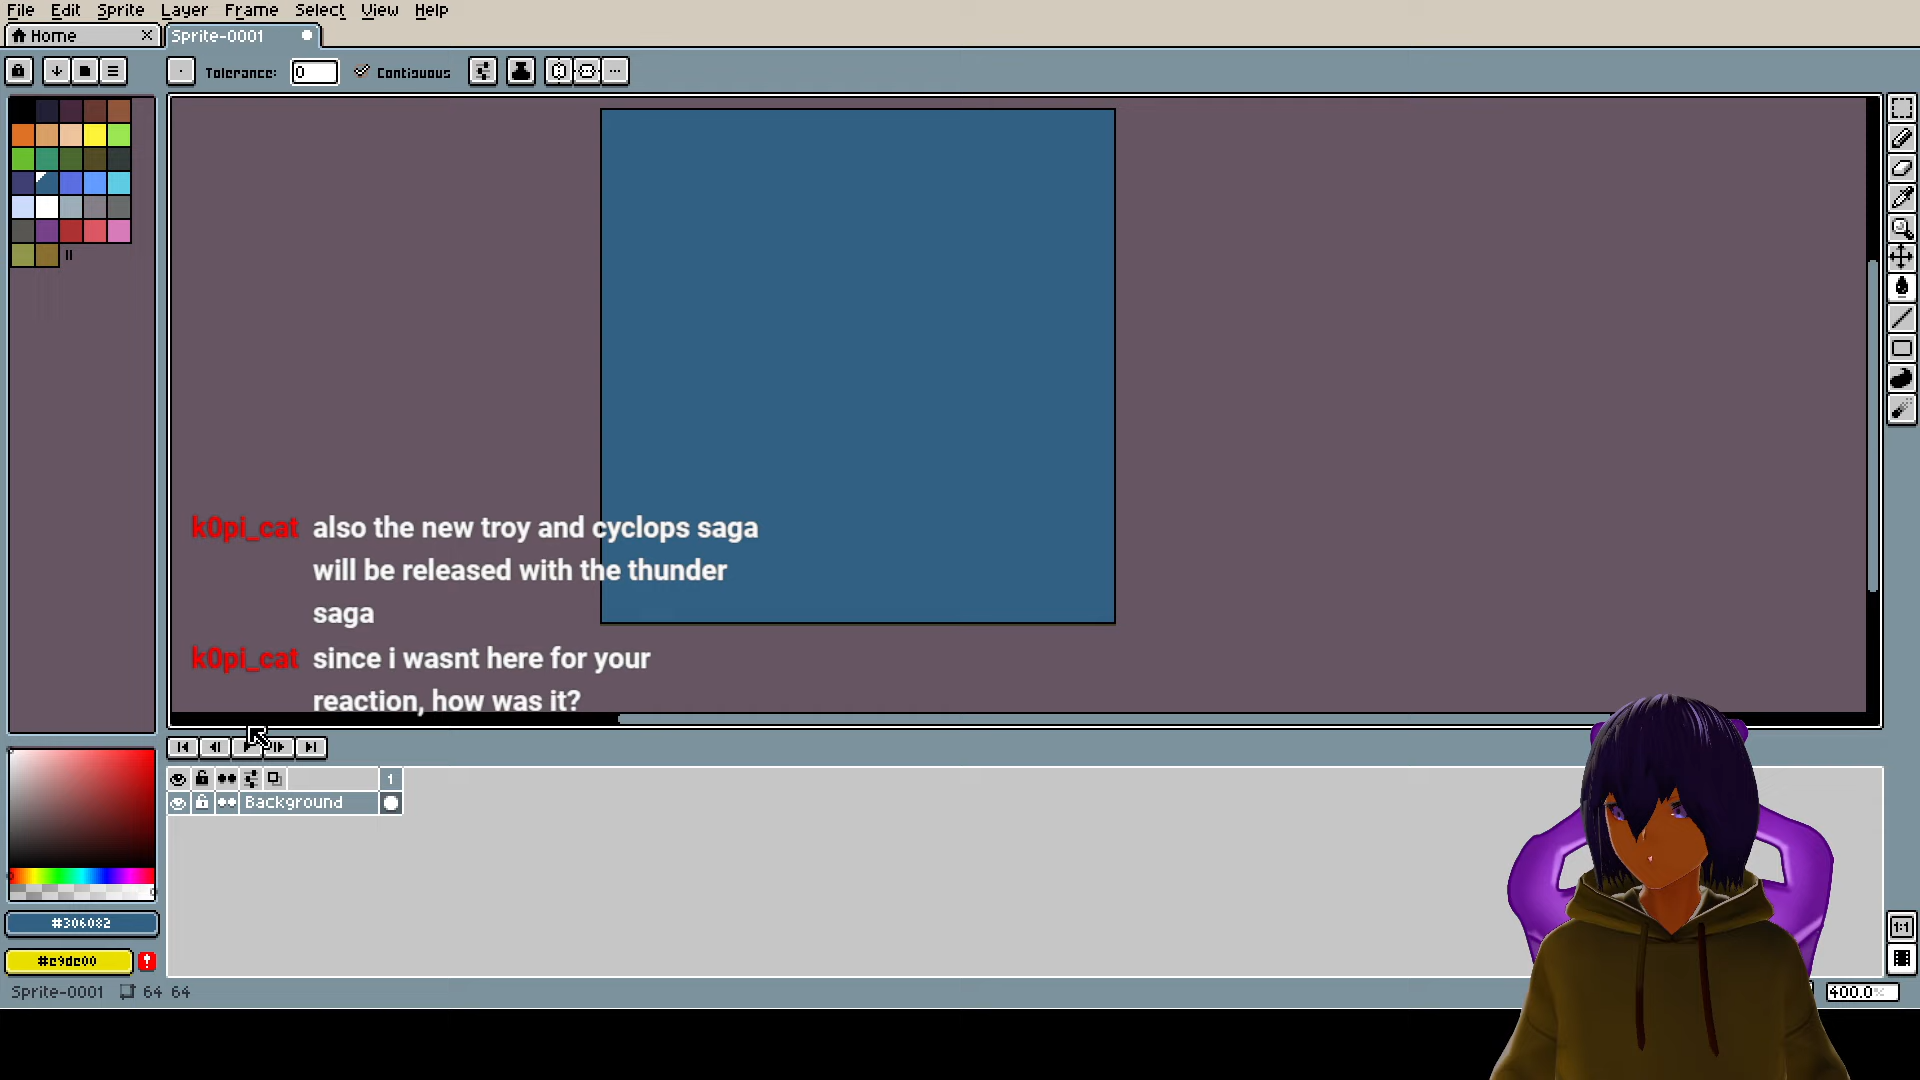 File Edit Sprite Layer Frame Select View Help
Home Sprite-0001
Tolerance: 0 Contiguous
k0pi_cat also the new troy and cyclops saga
will be released with the thunder
saga
k0pi_cat since i wasnt here for your
reaction, how was it?
1
Background
#306082
#e9de00 !
Sprite-0001 64 64
1:1
400.0%